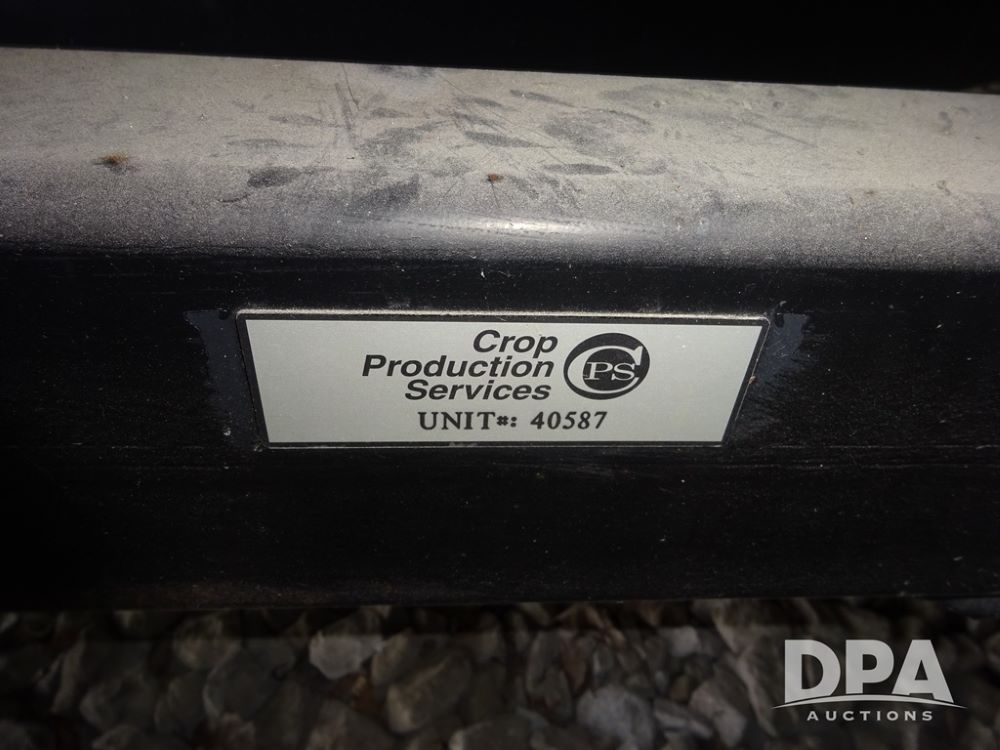 Crop
Production
Services
CPS
UNIT#: 40587
DPA
AUCTIONS